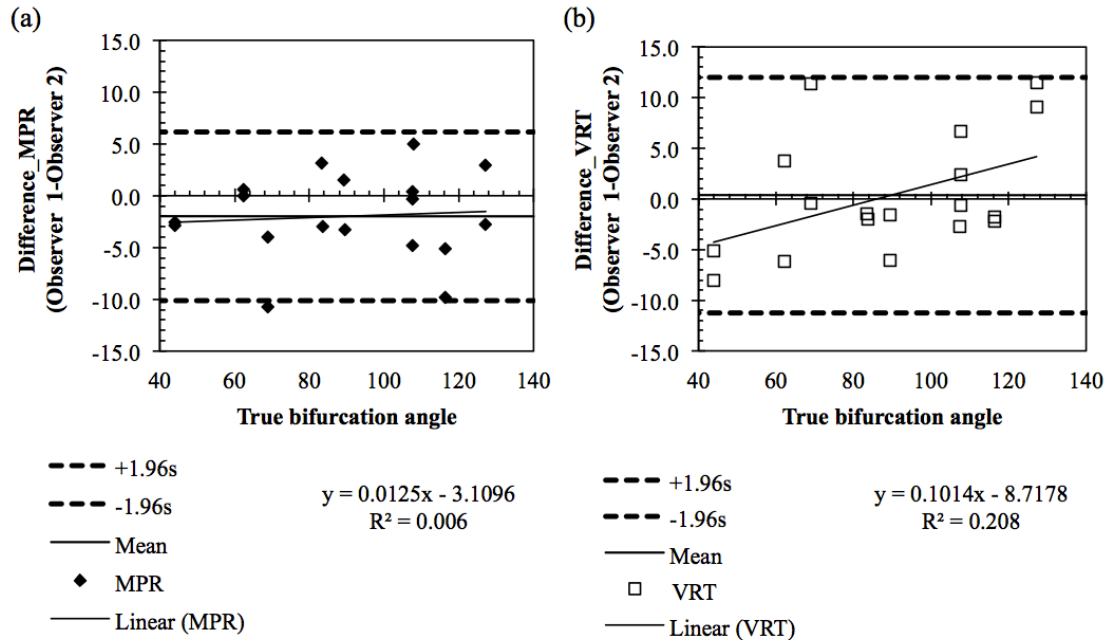 (a)
Difference_MPR
(Observer 1-Observer 2)
15.0
10.0
5.0
0.0
-5.0
-10.0
-15.0
40 60 80 100 120 140
True bifurcation angle
+1.96s
-1.96s
Mean
MPR
Linear (MPR)
y = 0.0125x - 3.1096
R² = 0.006
(b)
Difference_VRT
(Observer 1-Observer 2)
15.0
10.0
5.0
0.0
-5.0
-10.0
-15.0
40 60 80 100 120 140
True bifurcation angle
+1.96s
-1.96s
Mean
VRT
Linear (VRT)
y = 0.1014x - 8.7178
R² = 0.208